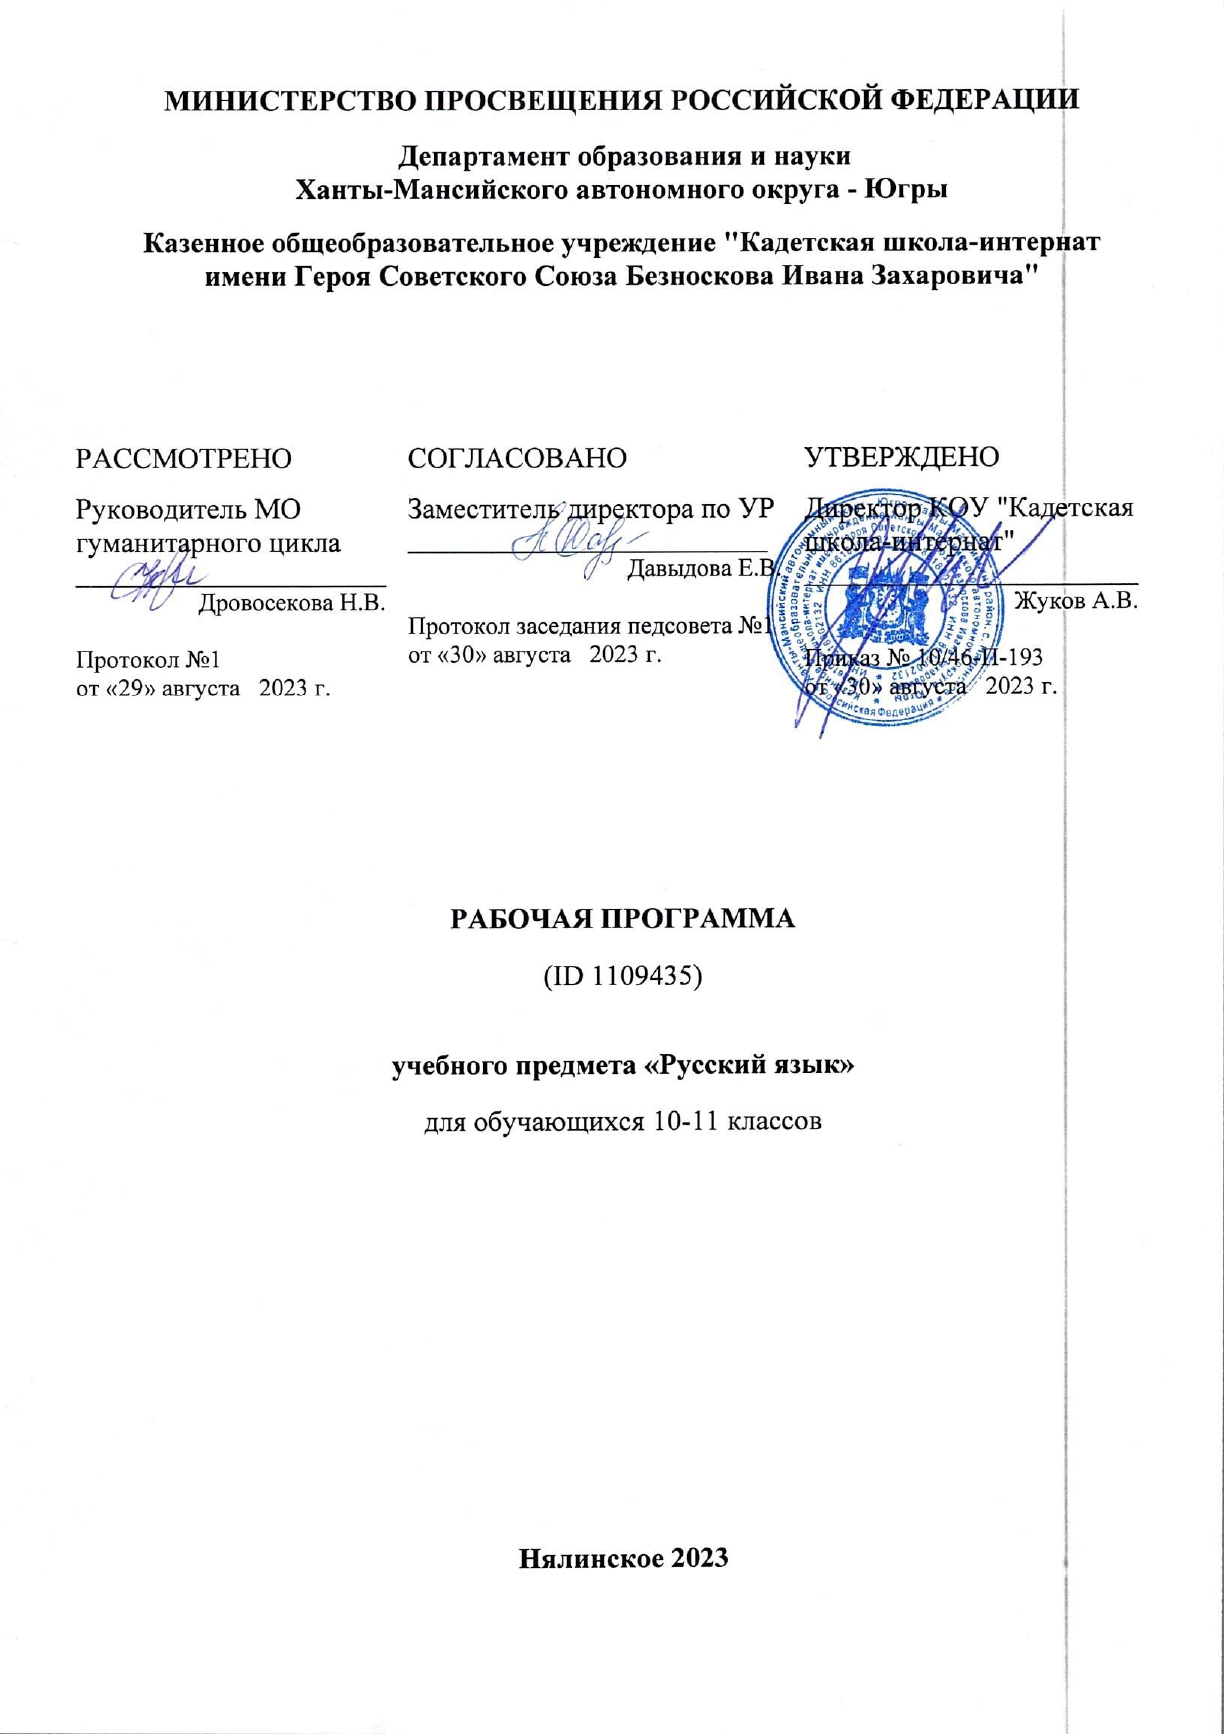 МИНИСТЕРСТВО ПРОСВЕЩЕНИЯ РОССИЙСКОЙ ФЕДЕРАЦИИ
Департамент образования и науки
Ханты-Мансийского автономного округа - Югры
Казенное общеобразовательное учреждение "Кадетская школа-интернат
имени Героя Советского Союза Безноскова Ивана Захаровича"
РАССМОТРЕНО
Руководитель МО
гуманитарного цикла
Дровосекова Н.В.
Протокол №1
от «29» августа 2023 г.
СОГЛАСОВАНО
Заместитель директора по УР
Давыдова Е.В.
Протокол заседания педсовета №1
от «30» августа 2023 г.
УТВЕРЖДЕНО
Директор КОУ "Кадетская
школа-интернат"
Жуков А.В.
Приказ № 10/46-П-193
от «30» августа 2023 г.
РАБОЧАЯ ПРОГРАММА
(ID 1109435)
учебного предмета «Русский язык»
для обучающихся 10-11 классов
Нялинское 2023